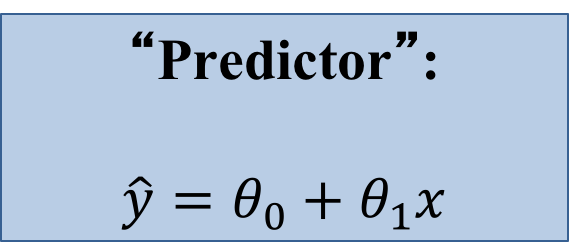 “Predictor”:
ŷ = θ₀ + θ₁x